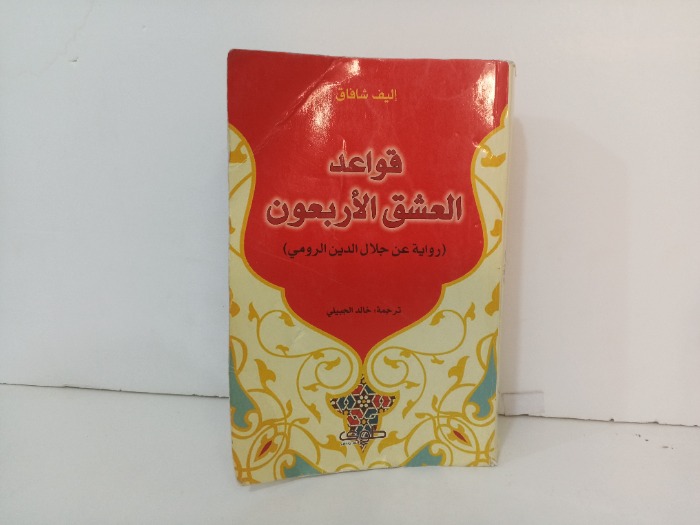 إليف شافاق
قواعد
العشق الأربعون
(رواية عن جلال الدين الرومي)
ترجمة: خالد الجبيلي